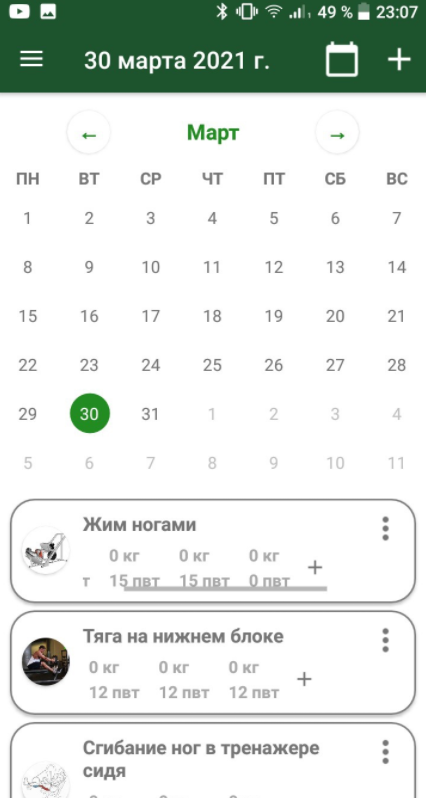 49 % 23:07
30 марта 2021 г.
← Март →
ПН ВТ СР ЧТ ПТ СБ ВС
1 2 3 4 5 6 7
8 9 10 11 12 13 14
15 16 17 18 19 20 21
22 23 24 25 26 27 28
29 30 31 1 2 3 4
5 6 7 8 9 10 11
Жим ногами
0 кг 0 кг 0 кг +
т 15 пвт 15 пвт 0 пвт
Тяга на нижнем блоке
0 кг 0 кг 0 кг +
12 пвт 12 пвт 12 пвт
Сгибание ног в тренажере
сидя